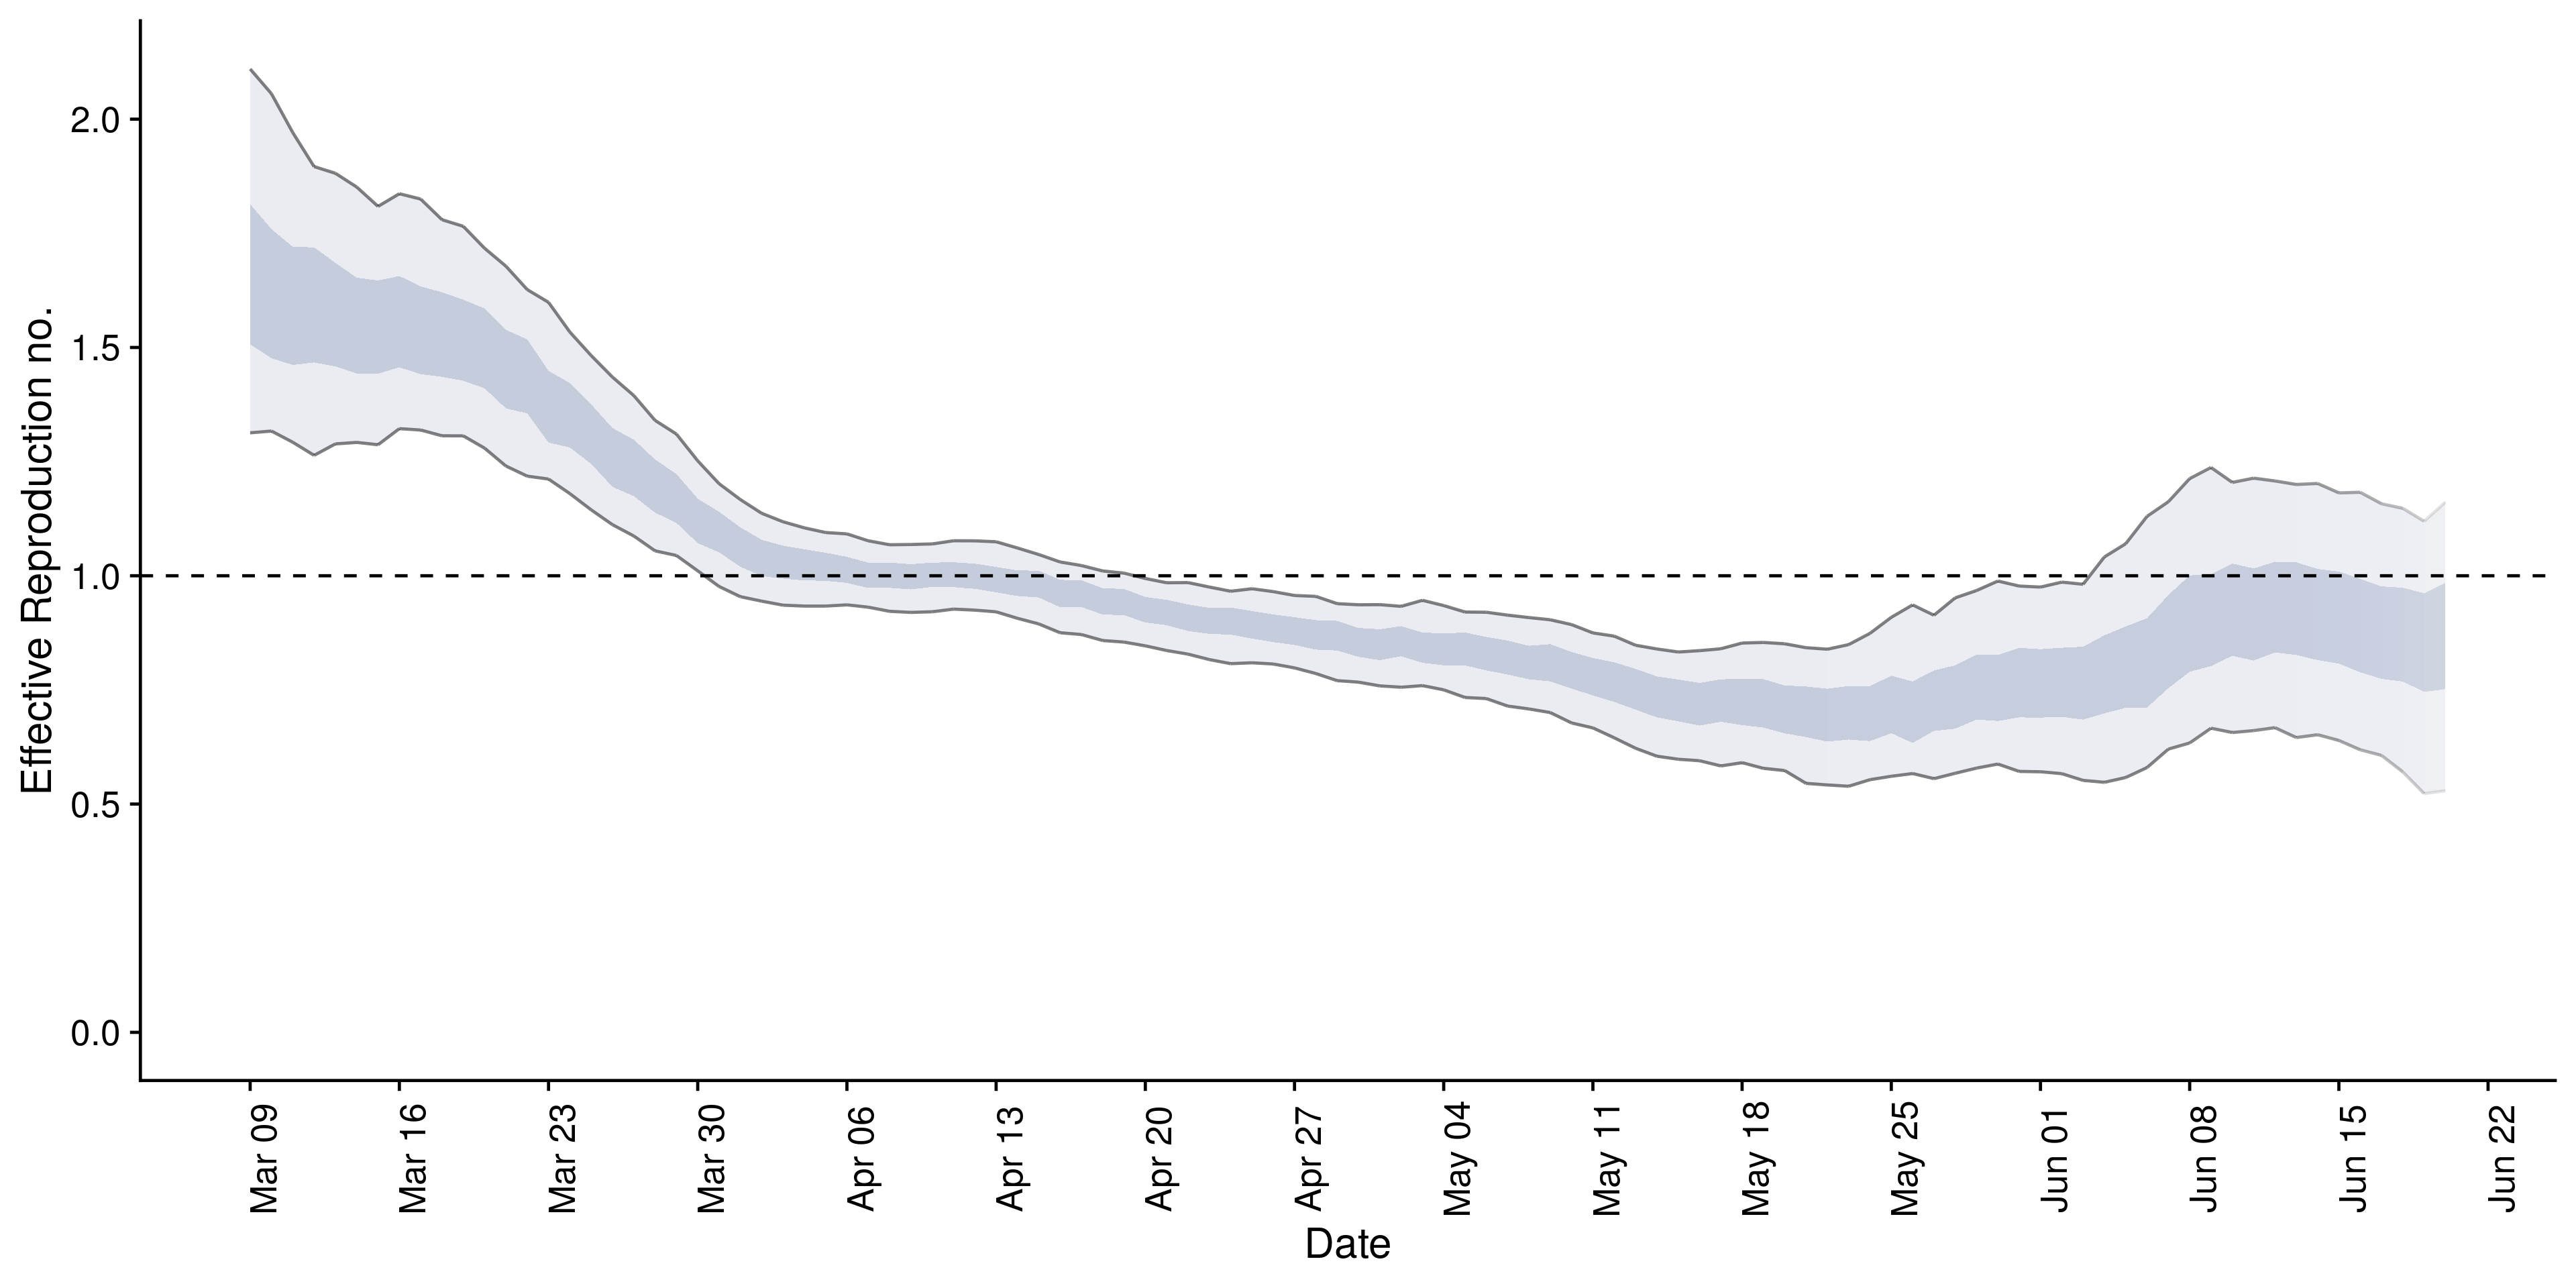 Effective Reproduction no.
2.0
1.5
1.0
0.5
0.0
Mar 09
Mar 16
Mar 23
Mar 30
Apr 06
Apr 13
Apr 20
Apr 27
May 04
May 11
May 18
May 25
Jun 01
Jun 08
Jun 15
Jun 22
Date